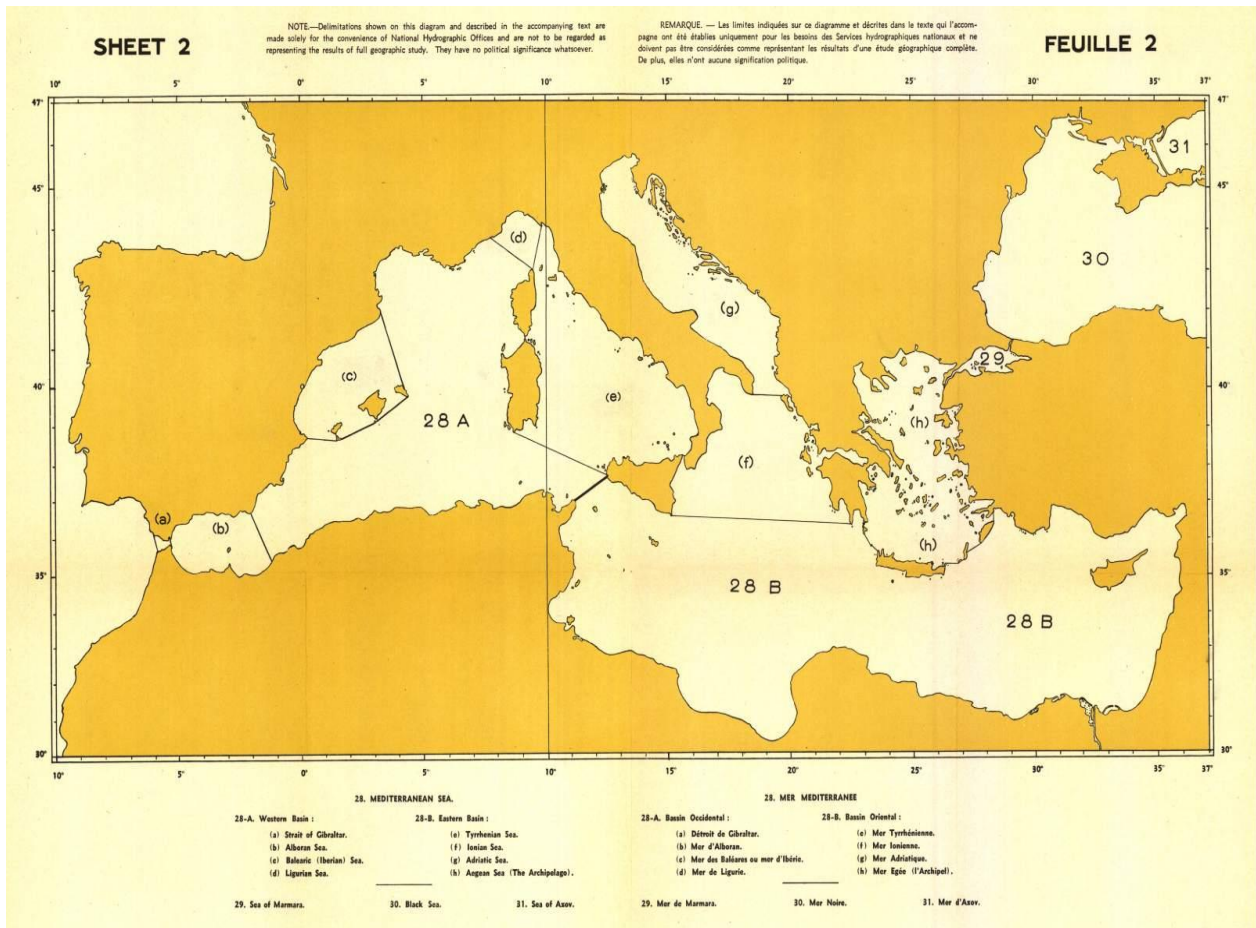 SHEET 2
NOTE.—Delimitations shown on this diagram and described in the accompanying text are
made solely for the convenience of National Hydrographic Offices and are not to be regarded as
representing the results of full geographic study. They have no political significance whatsoever.
REMARQUE. — Les limites indiquées sur ce diagramme et décrites dans le texte qui l'accom-
pagne ont été établies uniquement pour les besoins des Services hydrographiques nationaux et ne
doivent pas être considérées comme représentant les résultats d'une étude géographique complète.
De plus, elles n'ont aucune signification politique.
FEUILLE 2
10° 5° 0° 5° 10° 15° 20° 25° 30° 35° 37°
47° 47°
31
45° 45°
(d)
30
(g)
29
(c)
40° 40°
(e)
28 A
(h)
(f)
(a)
(b)
(h)
35° 35°
28 B
28 B
30° 30°
10° 5° 0° 5° 10° 15° 20° 25° 30° 35° 37°
28. MEDITERRANEAN SEA.
28-A. Western Basin : 28-B. Eastern Basin :
(a) Strait of Gibraltar. (e) Tyrrhenian Sea.
(b) Alboran Sea. (f) Ionian Sea.
(c) Balearic (Iberian) Sea. (g) Adriatic Sea.
(d) Ligurian Sea. (h) Aegean Sea (The Archipelago).
29. Sea of Marmara. 30. Black Sea. 31. Sea of Azov.
28. MER MEDITERRANEE
28-A. Bassin Occidental : 28-B. Bassin Oriental :
(a) Détroit de Gibraltar. (e) Mer Tyrrhénienne.
(b) Mer d'Alboran. (f) Mer Ionienne.
(c) Mer des Baléares ou mer d'Ibérie. (g) Mer Adriatique.
(d) Mer de Ligurie. (h) Mer Egée (l'Archipel).
29. Mer de Marmara. 30. Mer Noire. 31. Mer d'Azov.